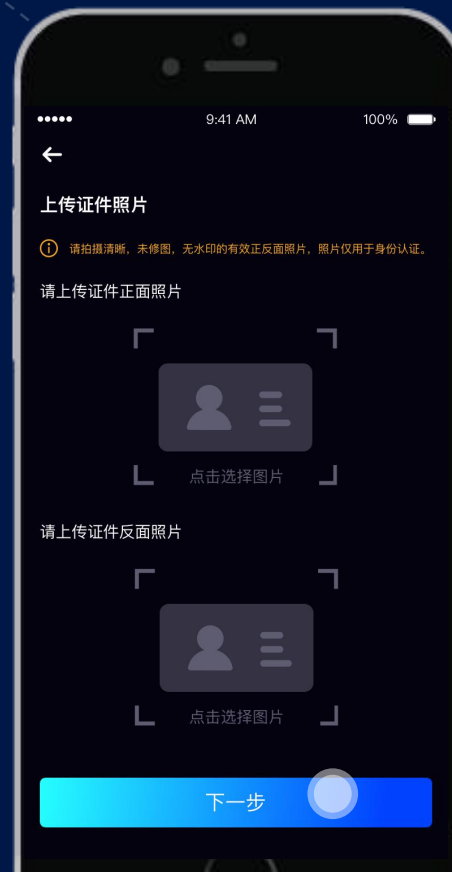 9:41 AM
100%
上传证件照片
请拍摄清晰，未修图，无水印的有效正反面照片，照片仅用于身份认证。
请上传证件正面照片
点击选择图片
请上传证件反面照片
点击选择图片
下一步